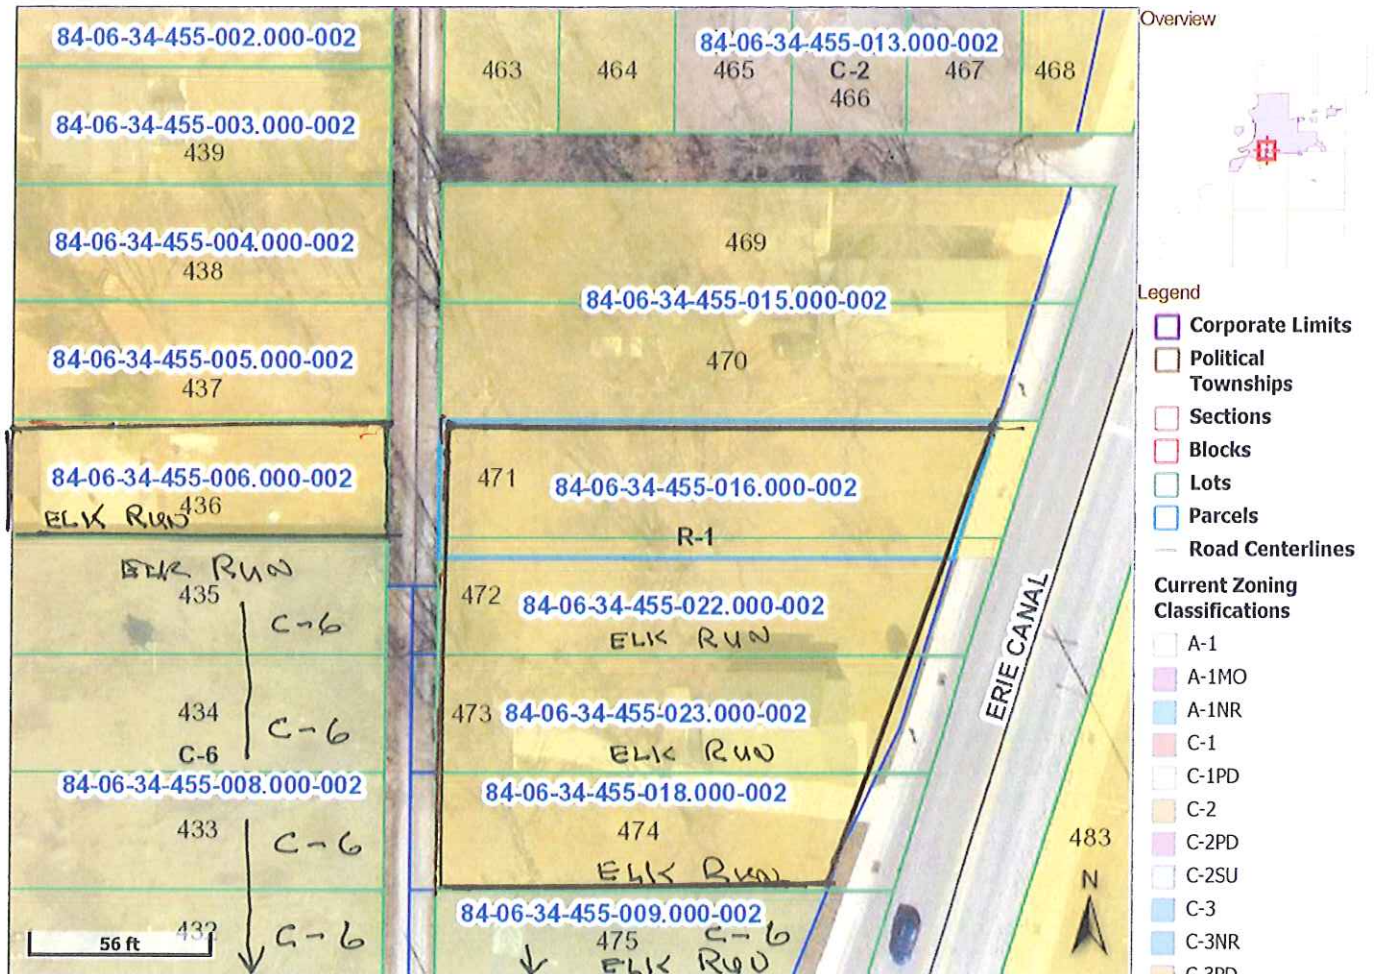 84-06-34-455-002.000-002
84-06-34-455-003.000-002
439
84-06-34-455-004.000-002
438
84-06-34-455-005.000-002
437
84-06-34-455-006.000-002
436
ELK RUN
ELK RUN
435
C-6
434
C-6
C-6
84-06-34-455-008.000-002
433
C-6
432
C-6
56 ft
84-06-34-455-013.000-002
463
464
465
C-2
466
467
468
469
84-06-34-455-015.000-002
470
471
84-06-34-455-016.000-002
R-1
472
84-06-34-455-022.000-002
ELK RUN
473
84-06-34-455-023.000-002
ELK RUN
84-06-34-455-018.000-002
474
ELK RUN
84-06-34-455-009.000-002
475
C-6
ELK RUN
ERIE CANAL
483
N
Overview
Legend
Corporate Limits
Political
Townships
Sections
Blocks
Lots
Parcels
Road Centerlines
Current Zoning
Classifications
A-1
A-1MO
A-1NR
C-1
C-1PD
C-2
C-2PD
C-2SU
C-3
C-3NR
C-3PD